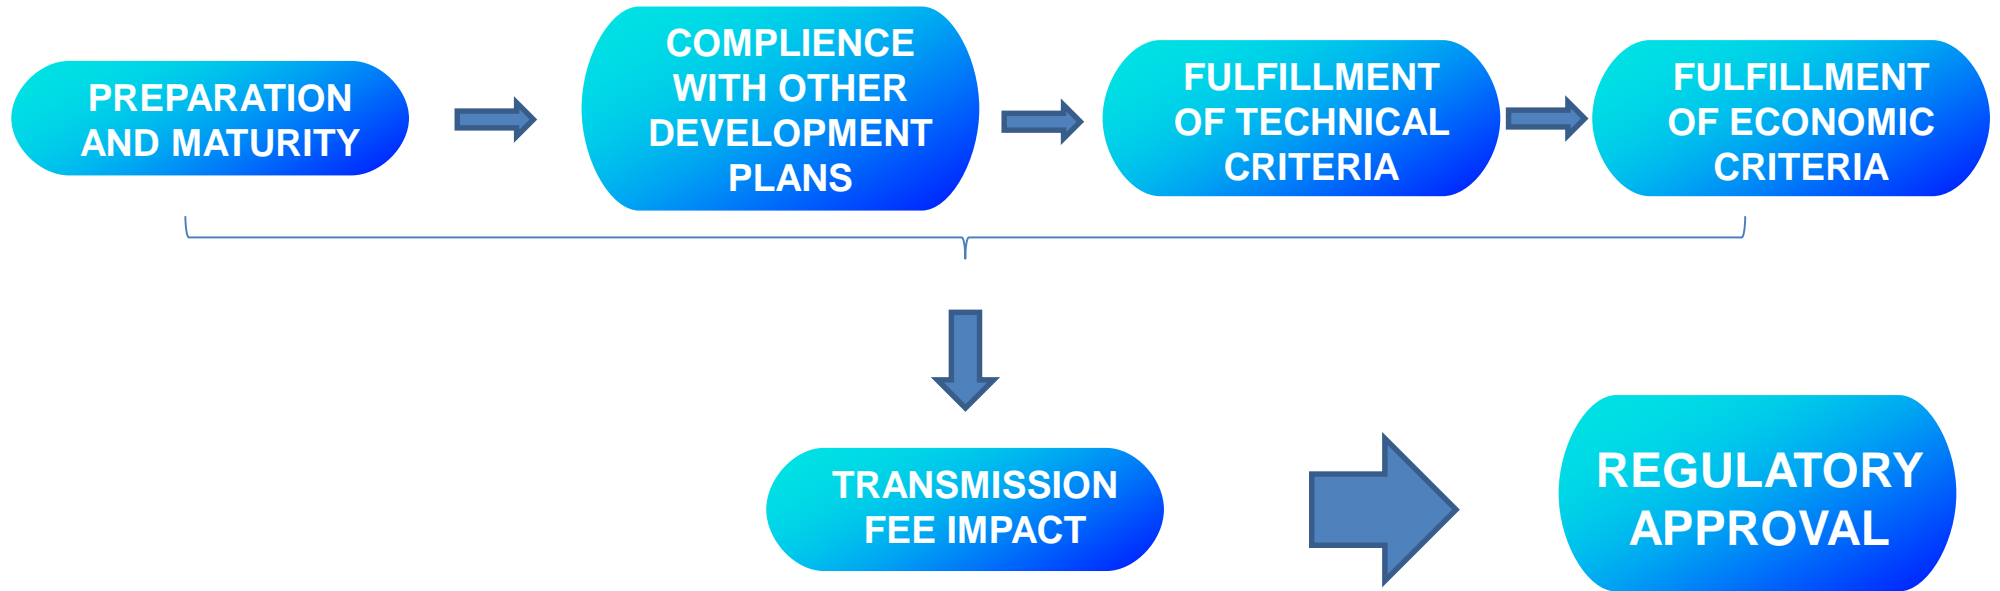 PREPARATION
AND MATURITY
COMPLIENCE
WITH OTHER
DEVELOPMENT
PLANS
FULFILLMENT
OF TECHNICAL
CRITERIA
FULFILLMENT
OF ECONOMIC
CRITERIA
TRANSMISSION
FEE IMPACT
REGULATORY
APPROVAL